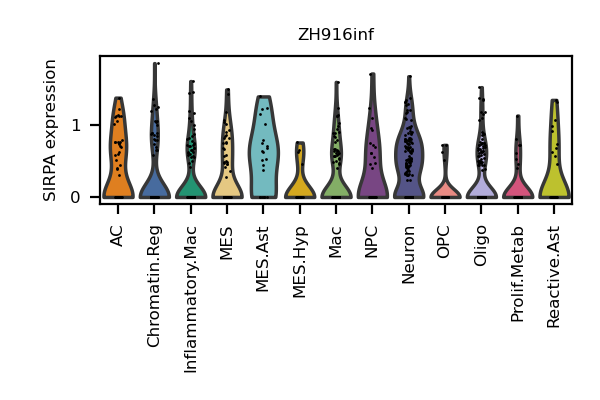 ZH916inf
SIRPA expression
1
0
AC
Chromatin.Reg
Inflammatory.Mac
MES
MES.Ast
MES.Hyp
Mac
NPC
Neuron
OPC
Oligo
Prolif.Metab
Reactive.Ast